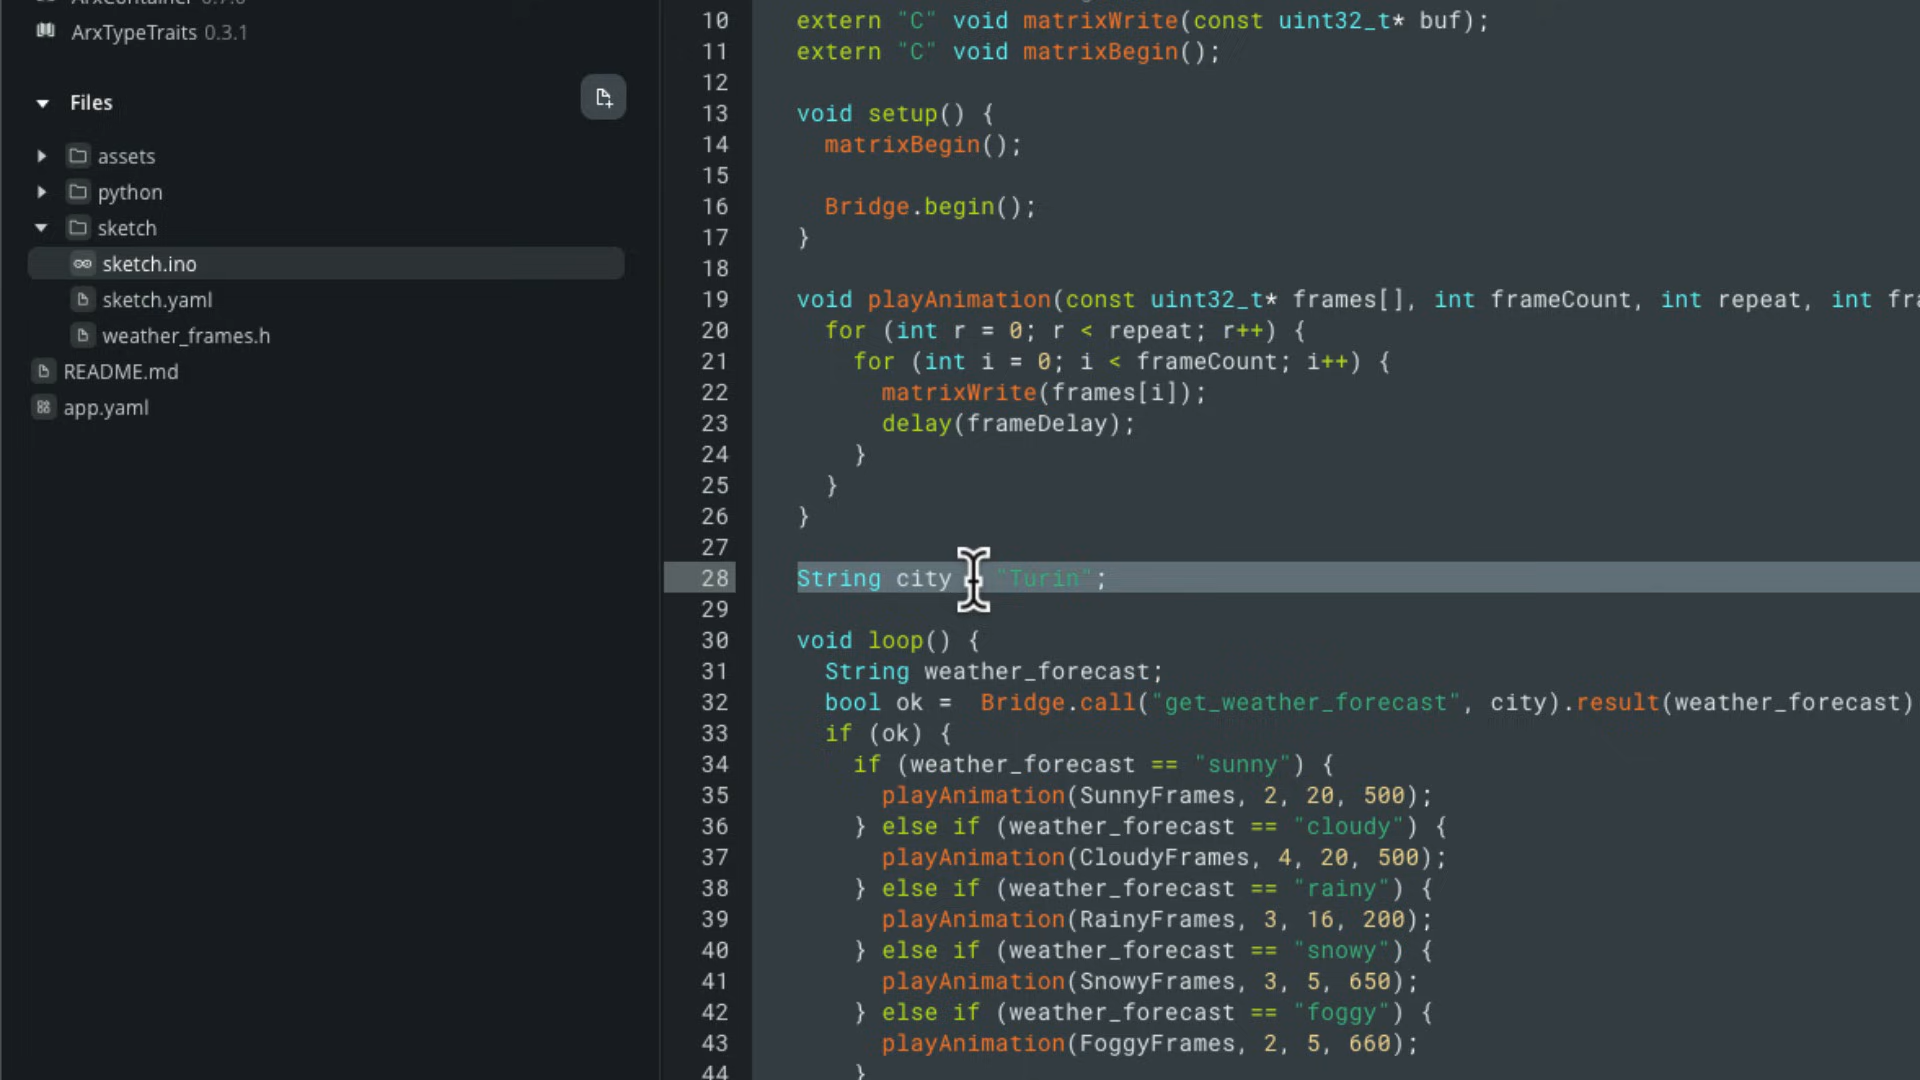 ArxContainer 0.7.0
ArxTypeTraits 0.3.1
Files
assets
python
sketch
sketch.ino
sketch.yaml
weather_frames.h
README.md
app.yaml
10 extern "C" void matrixWrite(const uint32_t* buf);
11 extern "C" void matrixBegin();
12
13 void setup() {
14 matrixBegin();
15
16 Bridge.begin();
17 }
18
19 void playAnimation(const uint32_t* frames[], int frameCount, int repeat, int fra
20 for (int r = 0; r < repeat; r++) {
21 for (int i = 0; i < frameCount; i++) {
22 matrixWrite(frames[i]);
23 delay(frameDelay);
24 }
25 }
26 }
27
28 String city = "Turin";
29
30 void loop() {
31 String weather_forecast;
32 bool ok = Bridge.call("get_weather_forecast", city).result(weather_forecast)
33 if (ok) {
34 if (weather_forecast == "sunny") {
35 playAnimation(SunnyFrames, 2, 20, 500);
36 } else if (weather_forecast == "cloudy") {
37 playAnimation(CloudyFrames, 4, 20, 500);
38 } else if (weather_forecast == "rainy") {
39 playAnimation(RainyFrames, 3, 16, 200);
40 } else if (weather_forecast == "snowy") {
41 playAnimation(SnowyFrames, 3, 5, 650);
42 } else if (weather_forecast == "foggy") {
43 playAnimation(FoggyFrames, 2, 5, 660);
44 }